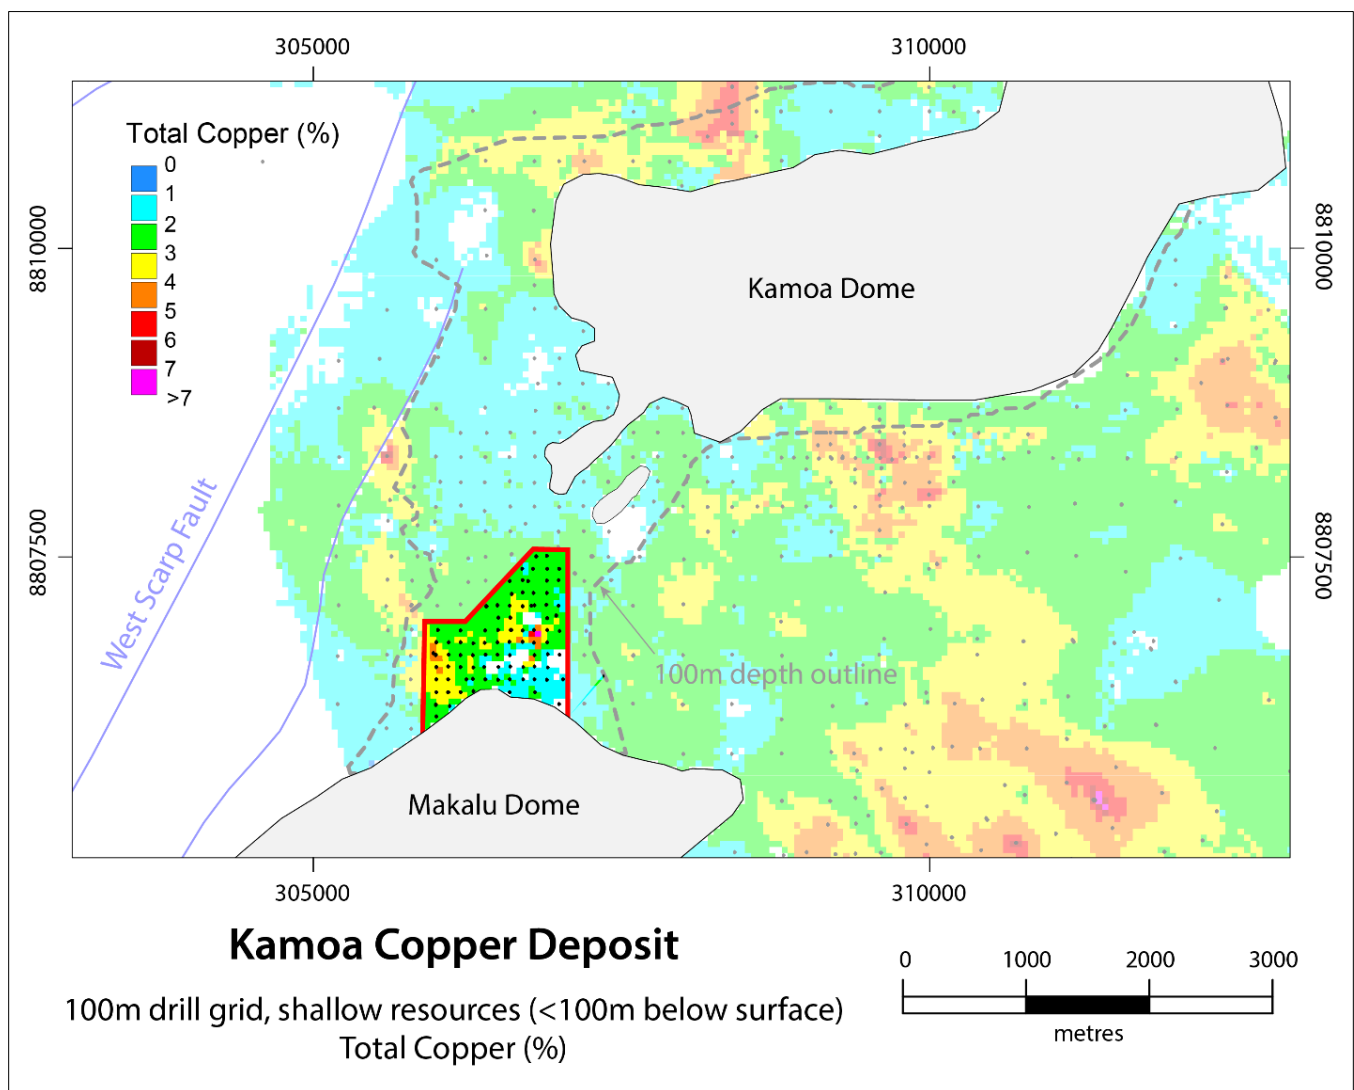 305000
310000
Total Copper (%)
0
1
2
3
4
5
6
7
>7
8810000
8810000
Kamoa Dome
West Scarp Fault
8807500
8807500
100m depth outline
Makalu Dome
305000
310000
Kamoa Copper Deposit
100m drill grid, shallow resources (<100m below surface)
Total Copper (%)
0
1000
2000
3000
metres